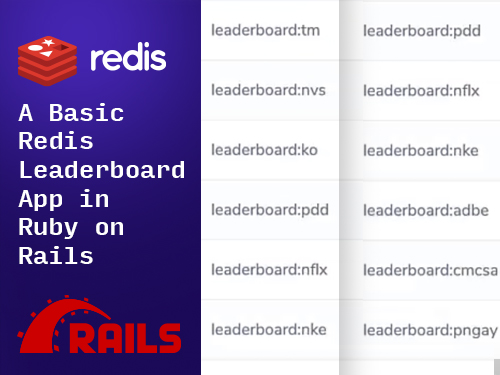 redis
A Basic
Redis
Leaderboard
App in
Ruby on
Rails
RAILS
leaderboard:tm
leaderboard:nvs
leaderboard:ko
leaderboard:pdd
leaderboard:nflx
leaderboard:nke
leaderboard:pdd
leaderboard:nflx
leaderboard:nke
leaderboard:adbe
leaderboard:cmcsa
leaderboard:pngay